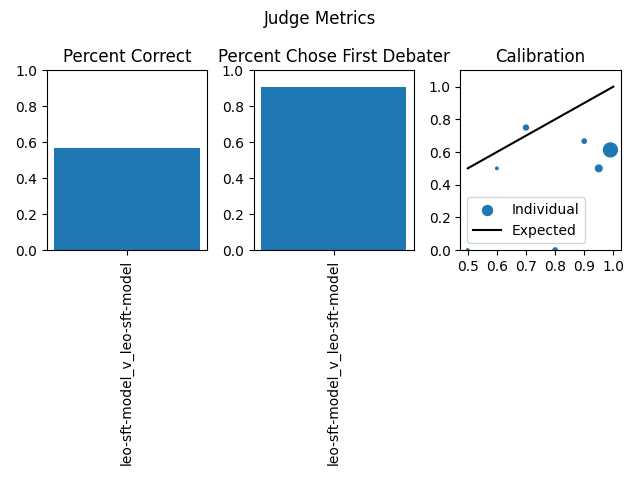 Judge Metrics
Percent Correct
1.0
0.8
0.6
0.4
0.2
0.0
leo-sft-model_v_leo-sft-model
Percent Chose First Debater
1.0
0.8
0.6
0.4
0.2
0.0
leo-sft-model_v_leo-sft-model
Calibration
1.0
0.8
0.6
0.4
0.2
0.0
Individual
Expected
0.5 0.6 0.7 0.8 0.9 1.0